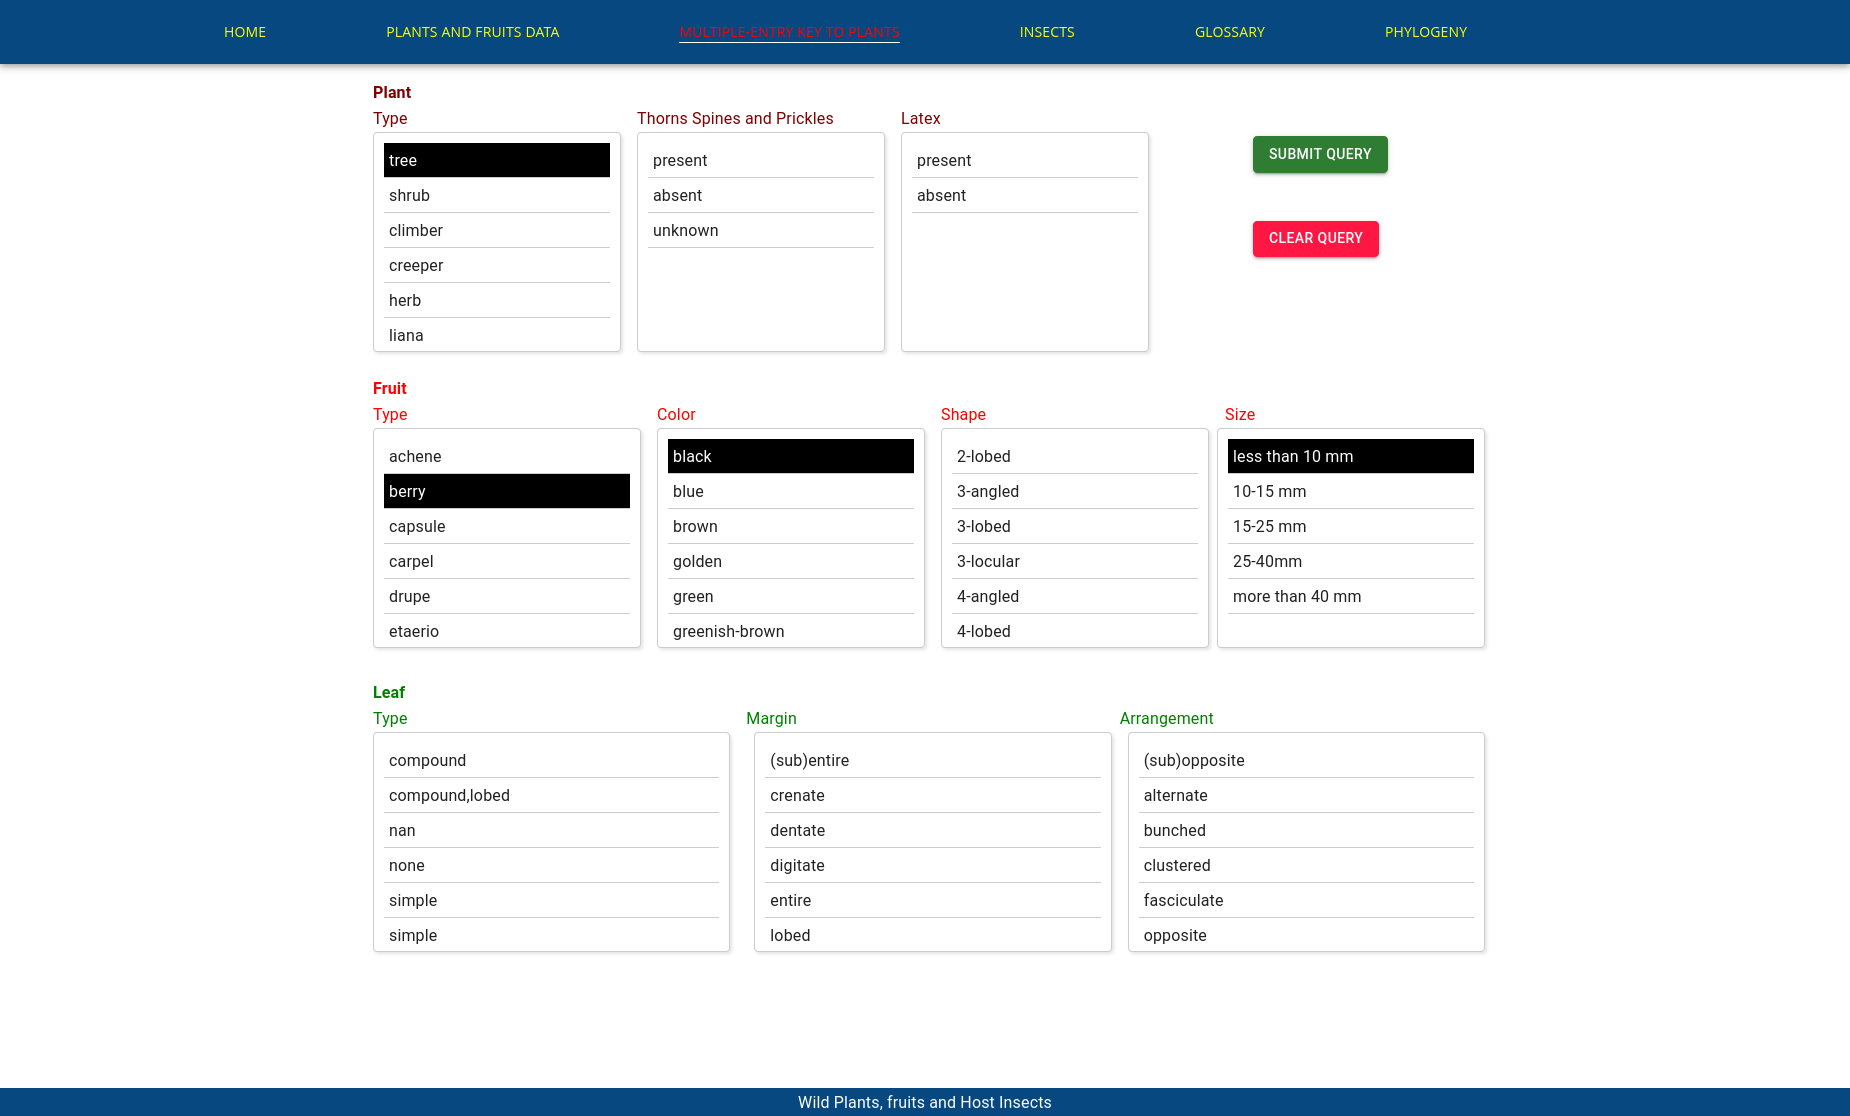 HOME
PLANTS AND FRUITS DATA
MULTIPLE-ENTRY KEY TO PLANTS
INSECTS
GLOSSARY
PHYLOGENY
Plant
Type
tree
shrub
climber
creeper
herb
liana
Thorns Spines and Prickles
present
absent
unknown
Latex
present
absent
SUBMIT QUERY
CLEAR QUERY
Fruit
Type
achene
berry
capsule
carpel
drupe
etaerio
Color
black
blue
brown
golden
green
greenish-brown
Shape
2-lobed
3-angled
3-lobed
3-locular
4-angled
4-lobed
Size
less than 10 mm
10-15 mm
15-25 mm
25-40mm
more than 40 mm
Leaf
Type
compound
compound,lobed
nan
none
simple
simple
Margin
(sub)entire
crenate
dentate
digitate
entire
lobed
Arrangement
(sub)opposite
alternate
bunched
clustered
fasciculate
opposite
Wild Plants, fruits and Host Insects